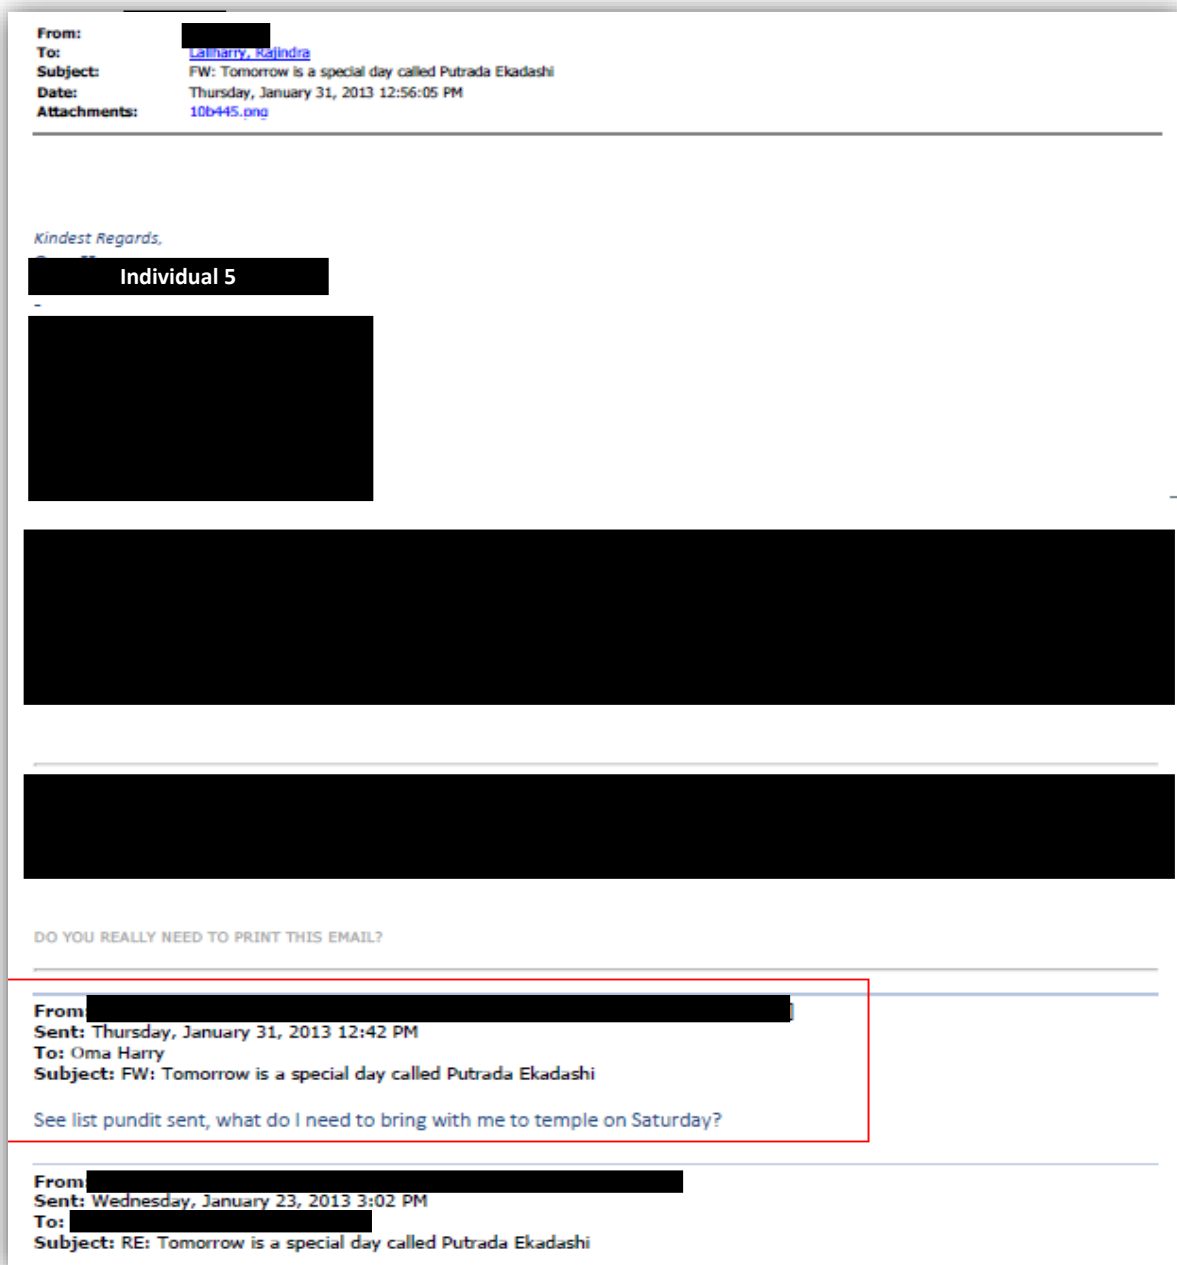 From:
To: Lallharry, Rajindra
Subject: FW: Tomorrow is a special day called Putrada Ekadashi
Date: Thursday, January 31, 2013 12:56:05 PM
Attachments: 10b445.png
Kindest Regards,
Individual 5
-
DO YOU REALLY NEED TO PRINT THIS EMAIL?
From:
Sent: Thursday, January 31, 2013 12:42 PM
To: Oma Harry
Subject: FW: Tomorrow is a special day called Putrada Ekadashi
See list pundit sent, what do I need to bring with me to temple on Saturday?
From:
Sent: Wednesday, January 23, 2013 3:02 PM
To:
Subject: RE: Tomorrow is a special day called Putrada Ekadashi